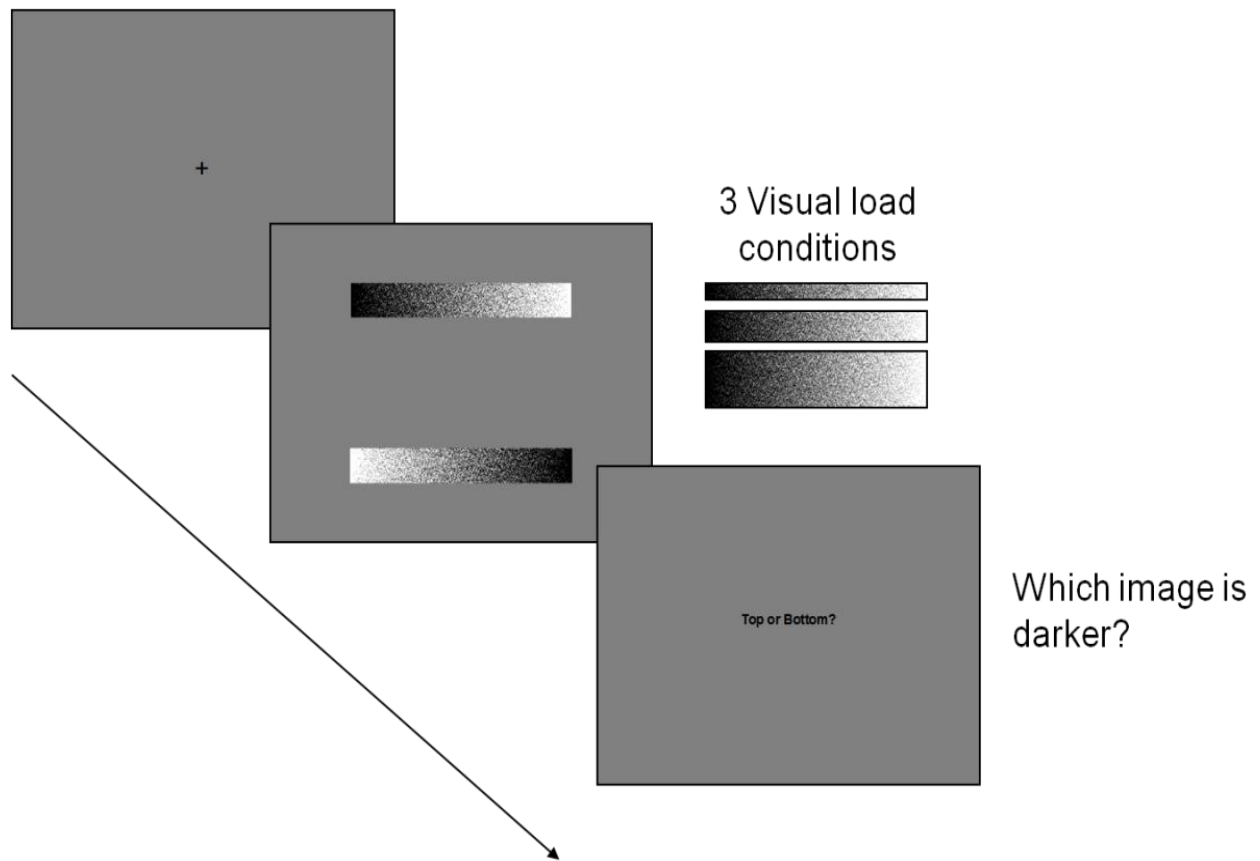 +
3 Visual load
conditions
Top or Bottom?
Which image is
darker?